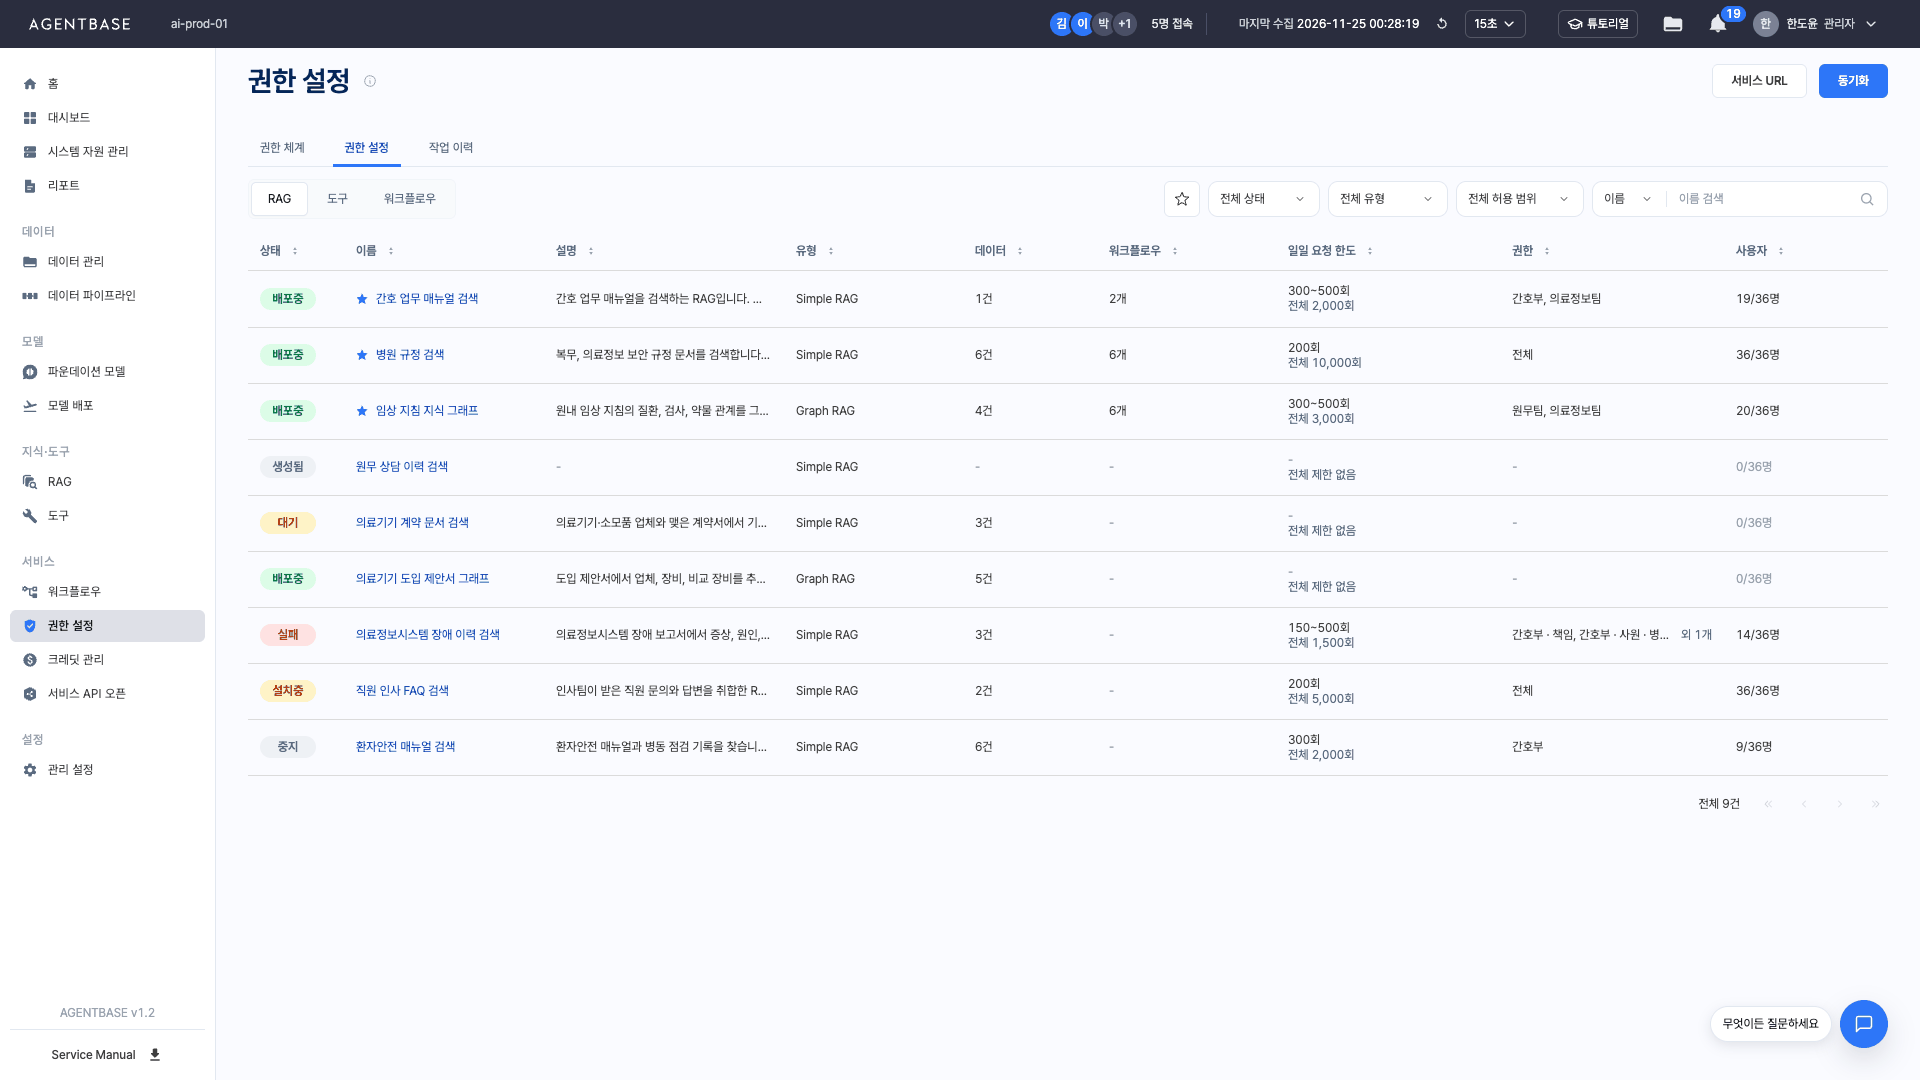 AGENTBASE
ai-prod-01
김 이 박 +1 5명 접속
마지막 수집 2026-11-25 00:28:19
15초
튜토리얼
19
한 한도윤 관리자
홈
대시보드
시스템 자원 관리
리포트
데이터
데이터 관리
데이터 파이프라인
모델
파운데이션 모델
모델 배포
지식·도구
RAG
도구
서비스
워크플로우
권한 설정
크레딧 관리
서비스 API 오픈
설정
관리 설정
AGENTBASE v1.2
Service Manual
권한 설정
서비스 URL
동기화
권한 체계 권한 설정 작업 이력
RAG 도구 워크플로우
전체 상태 전체 유형 전체 허용 범위 이름 이름 검색
상태 이름 설명 유형 데이터 워크플로우 일일 요청 한도 권한 사용자
배포중 간호 업무 매뉴얼 검색 간호 업무 매뉴얼을 검색하는 RAG입니다. ... Simple RAG 1건 2개 300~500회 간호부, 의료정보팀 19/36명
전체 2,000회
배포중 병원 규정 검색 복무, 의료정보 보안 규정 문서를 검색합니다... Simple RAG 6건 6개 200회 전체 36/36명
전체 10,000회
배포중 임상 지침 지식 그래프 원내 임상 지침의 질환, 검사, 약물 관계를 그... Graph RAG 4건 6개 300~500회 원무팀, 의료정보팀 20/36명
전체 3,000회
생성됨 원무 상담 이력 검색 - Simple RAG - - - - 0/36명
전체 제한 없음
대기 의료기기 계약 문서 검색 의료기기·소모품 업체와 맺은 계약서에서 기... Simple RAG 3건 - - - 0/36명
전체 제한 없음
배포중 의료기기 도입 제안서 그래프 도입 제안서에서 업체, 장비, 비교 장비를 추... Graph RAG 5건 - - - 0/36명
전체 제한 없음
실패 의료정보시스템 장애 이력 검색 의료정보시스템 장애 보고서에서 증상, 원인,... Simple RAG 3건 - 150~500회 간호부 · 책임, 간호부 · 사원 · 병... 외 1개 14/36명
전체 1,500회
설치중 직원 인사 FAQ 검색 인사팀이 받은 직원 문의와 답변을 취합한 R... Simple RAG 2건 - 200회 전체 36/36명
전체 5,000회
중지 환자안전 매뉴얼 검색 환자안전 매뉴얼과 병동 점검 기록을 찾습니... Simple RAG 6건 - 300회 간호부 9/36명
전체 2,000회
전체 9건
무엇이든 질문하세요